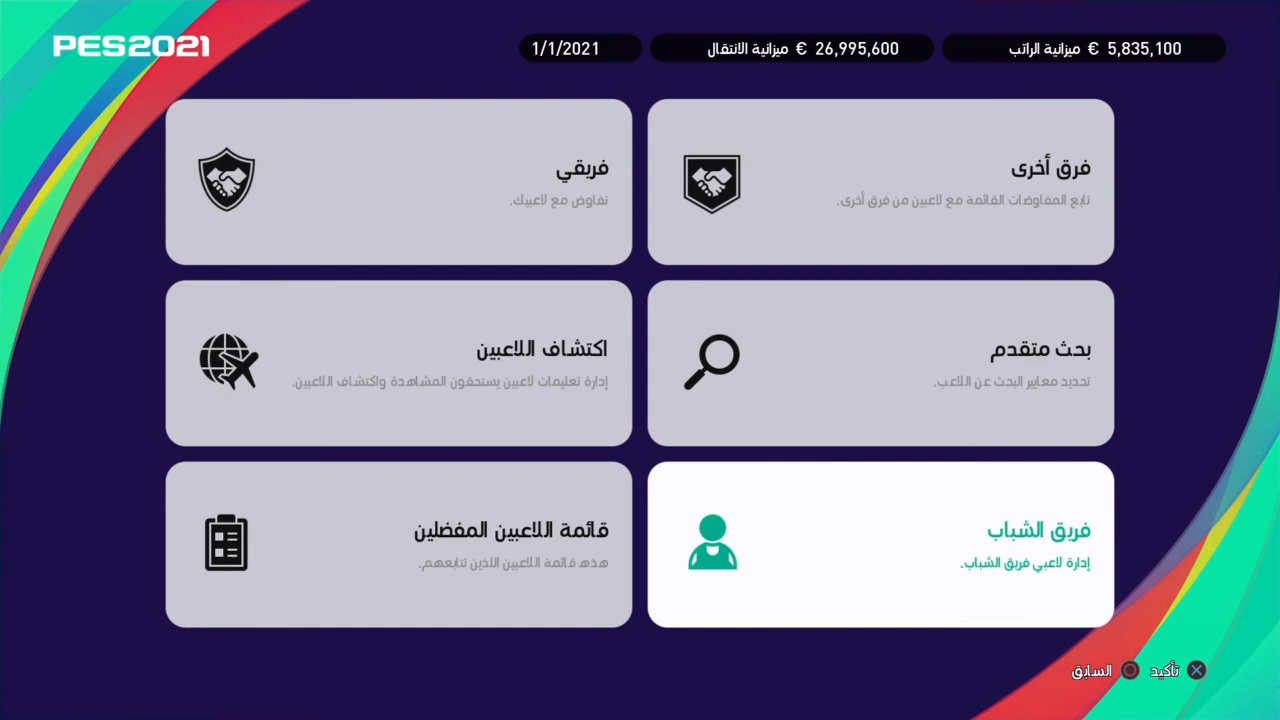 PES2021
ميزانية الراتب € 5,835,100
ميزانية الانتقال € 26,995,600
1/1/2021
فرق أخرى
تابع المفاوضات القائمة مع لاعبين من فرق أخرى.
فريقي
تفاوض مع لاعبيك.
بحث متقدم
تحديد معايير البحث عن اللاعب.
اكتشاف اللاعبين
إدارة تعليمات لاعبين يستحقون المشاهدة واكتشاف اللاعبين.
فريق الشباب
إدارة لاعبي فريق الشباب.
قائمة اللاعبين المفضلين
هذه قائمة اللاعبين اللذين تتابعهم.
تأكيد
السابق